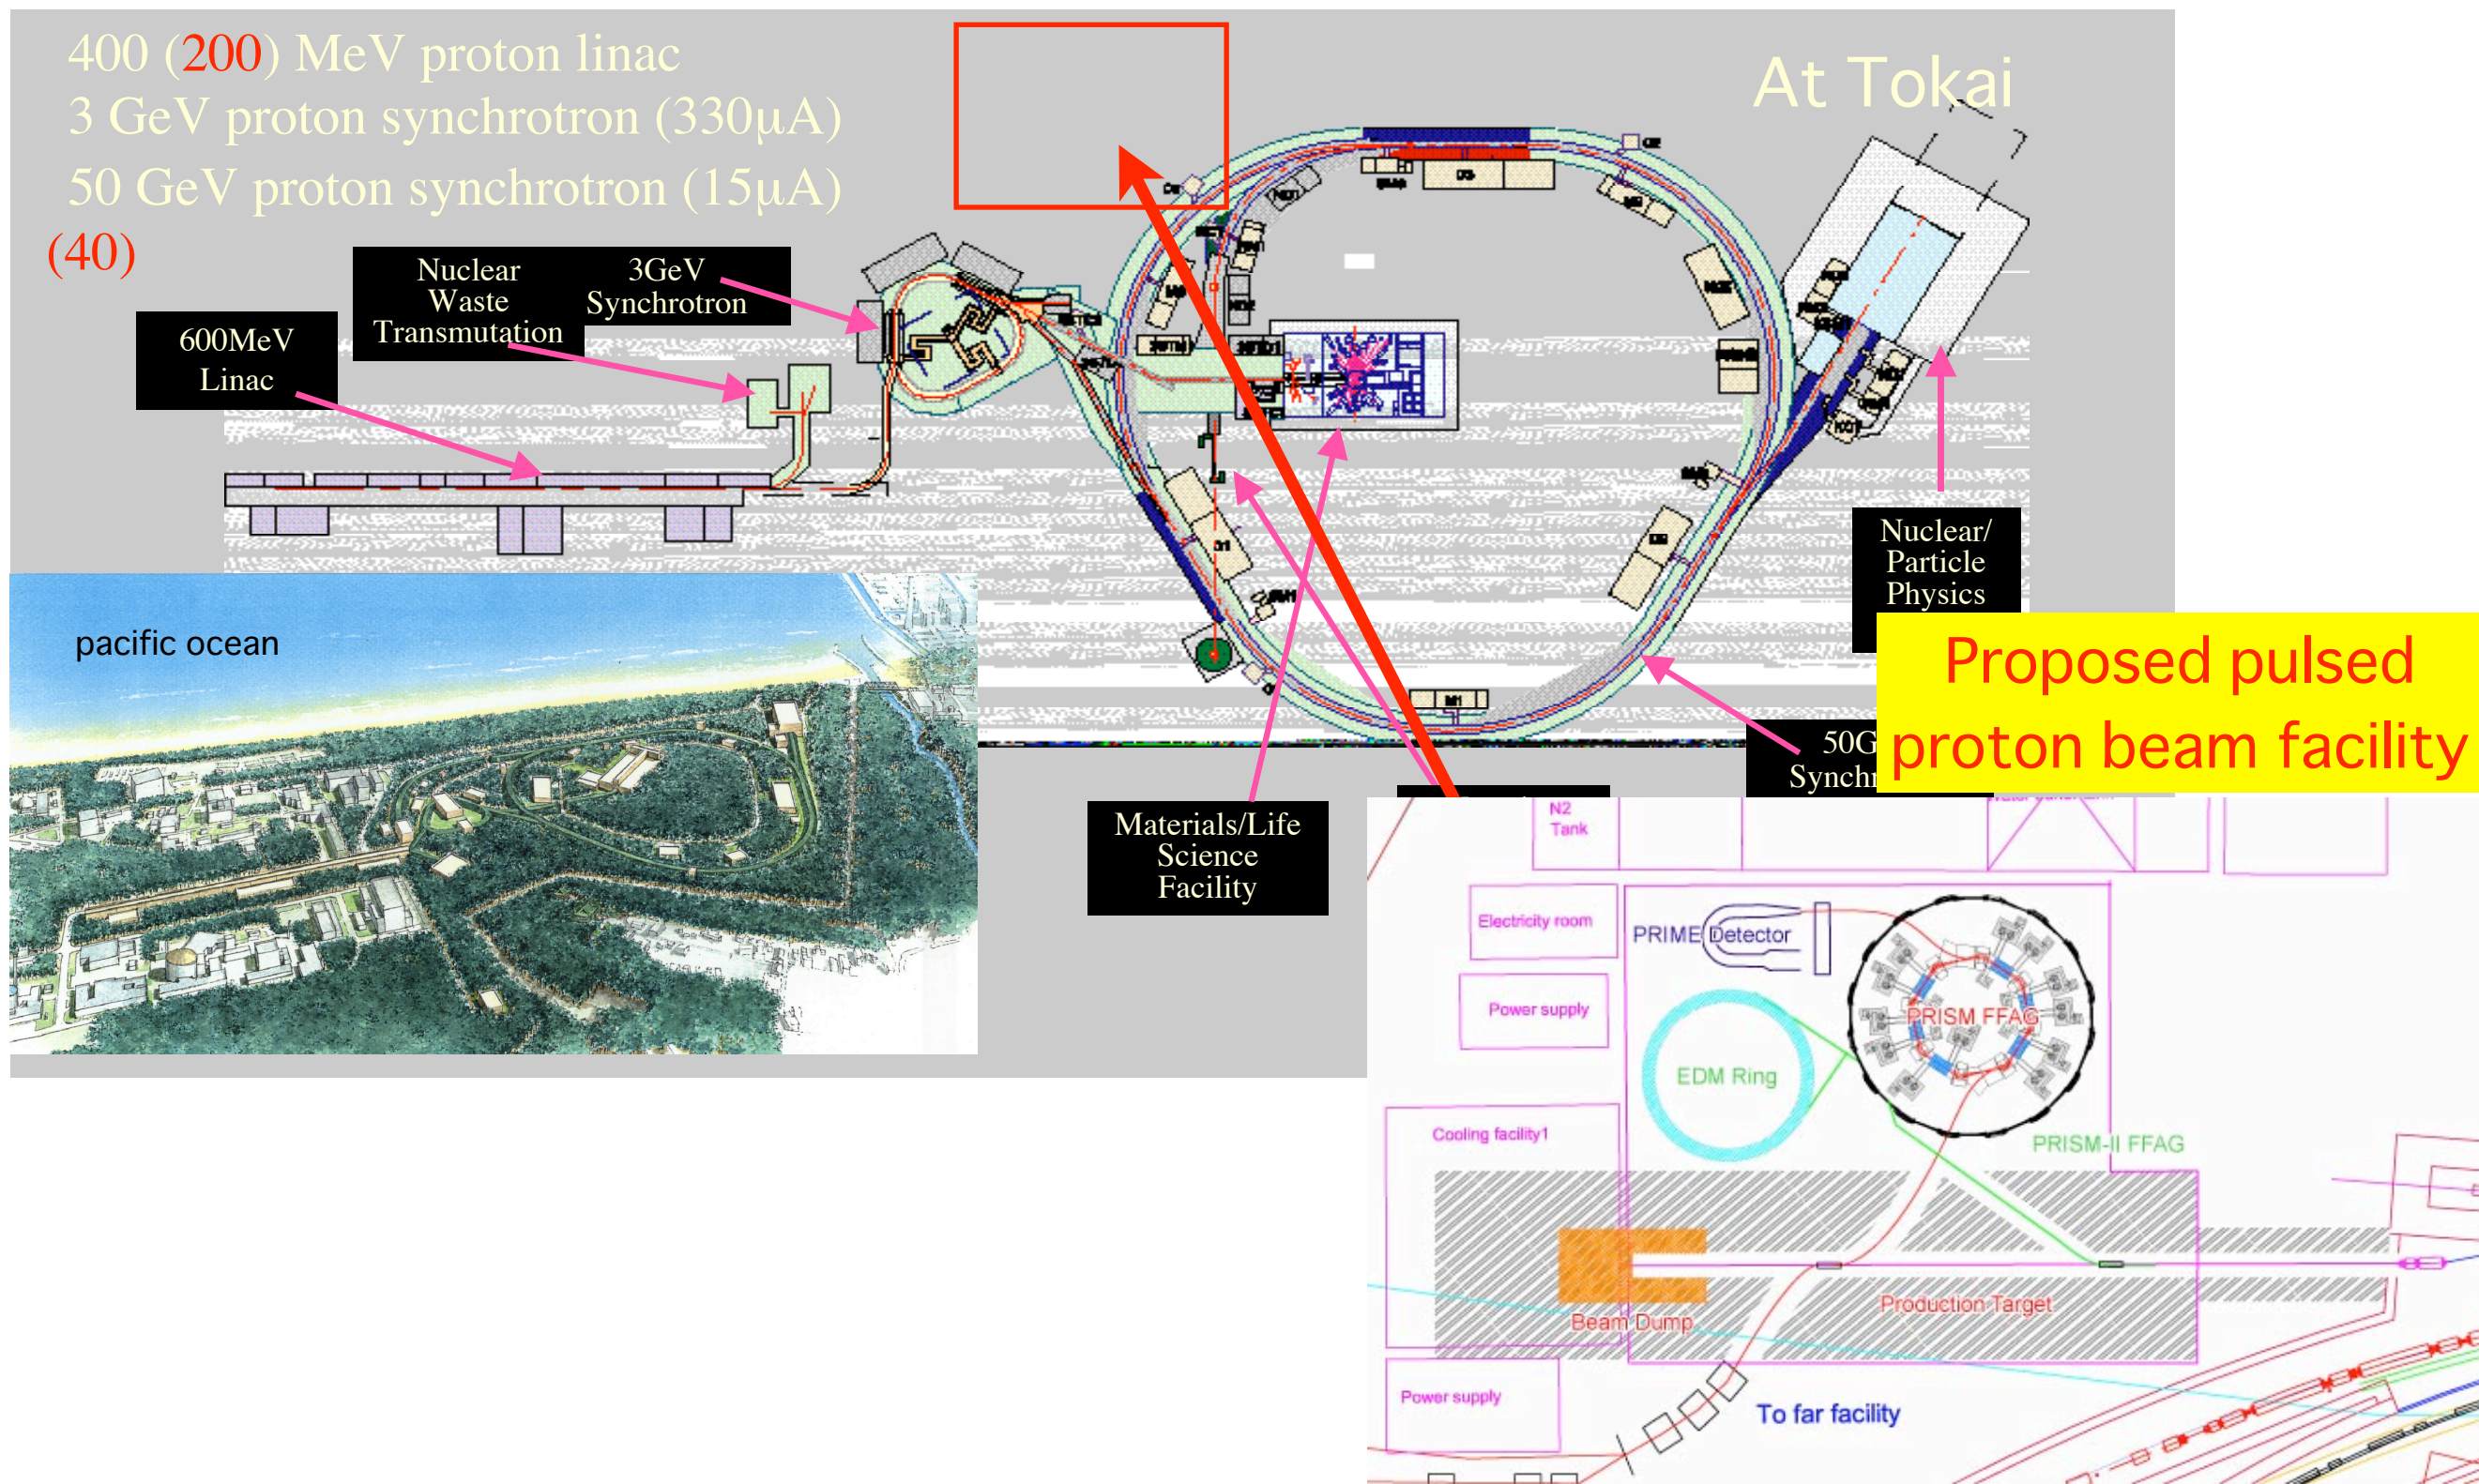 400 (200) MeV proton linac
3 GeV proton synchrotron (330μA)
50 GeV proton synchrotron (15μA)
(40)
At Tokai
Nuclear
Waste
Transmutation
3GeV
Synchrotron
600MeV
Linac
Nuclear/
Particle
Physics
pacific ocean
Proposed pulsed
proton beam facility
50G
Synchr
Materials/Life
Science
Facility
N2
Tank
Electricity room
PRIME Detector
Power supply
PRISM FFAG
EDM Ring
Cooling facility1
PRISM-II FFAG
Production Target
Beam Dump
Power supply
To far facility